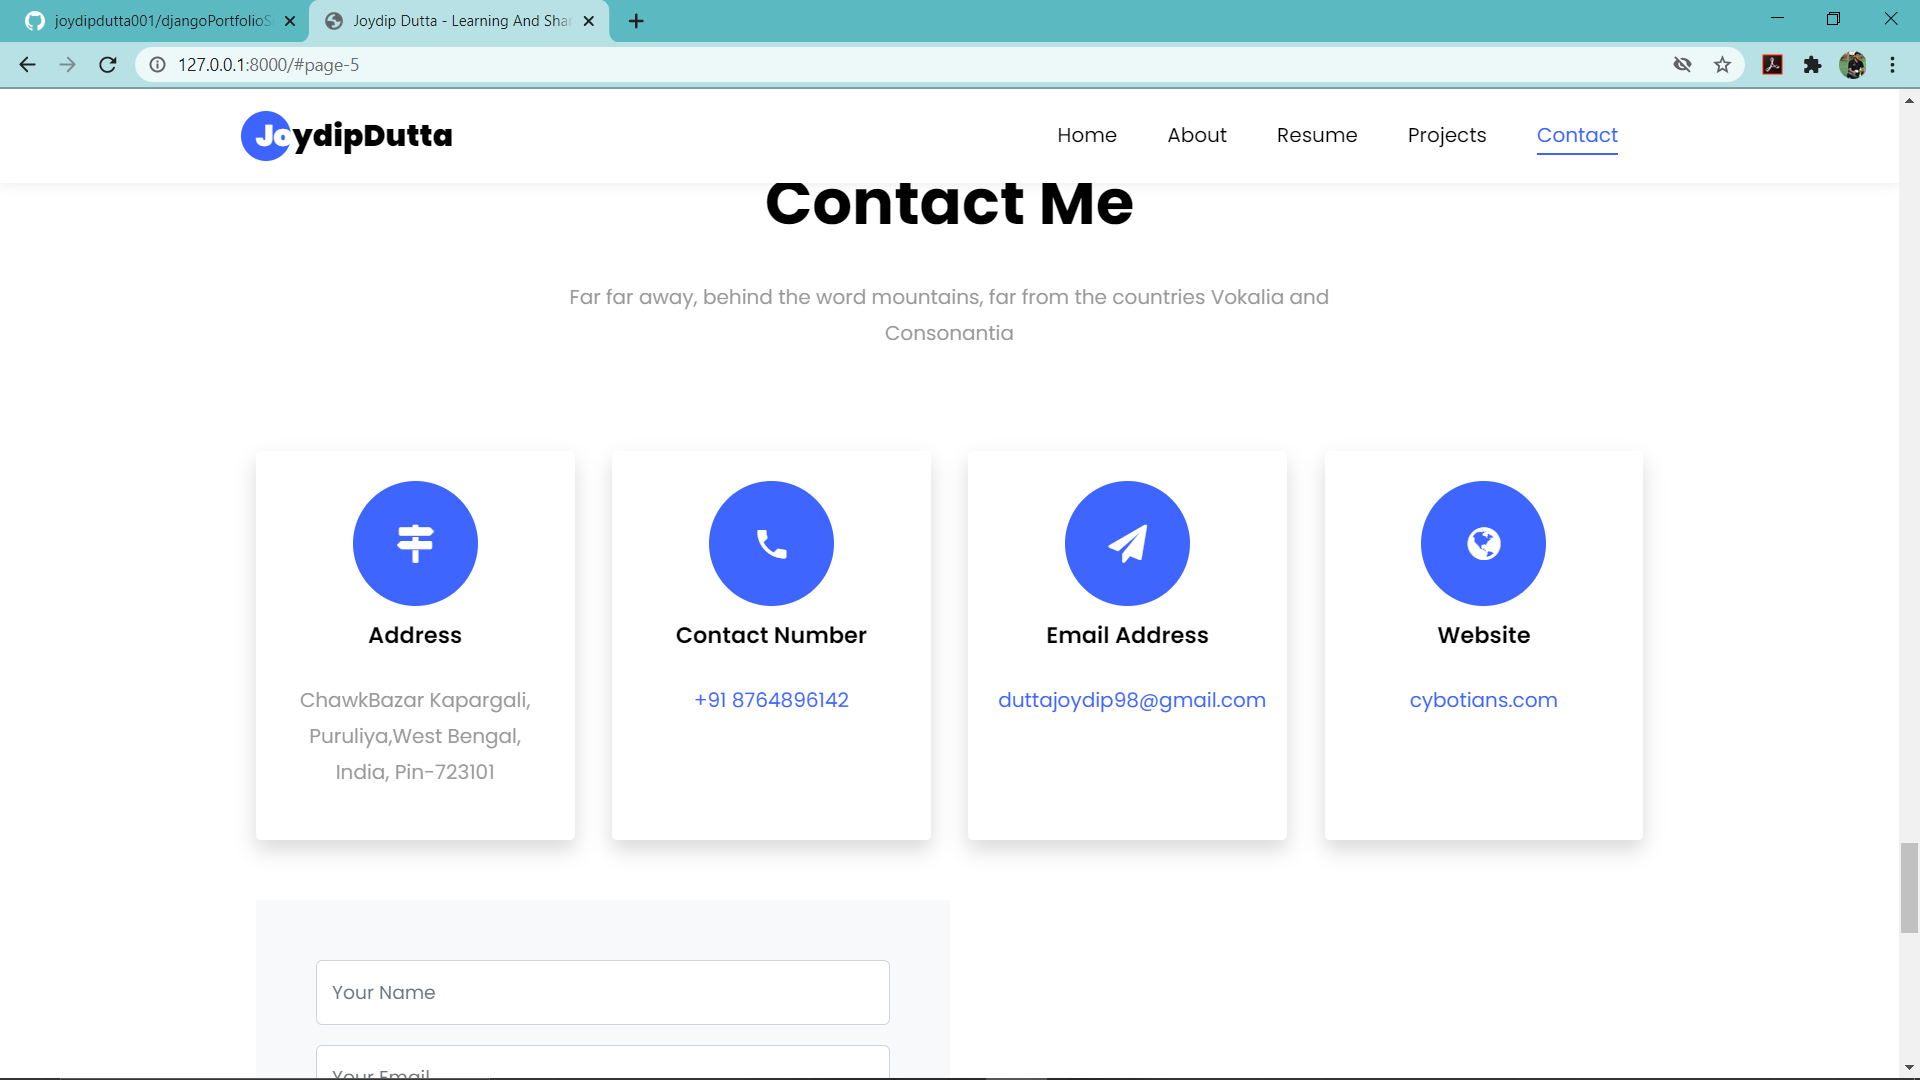 joydipdutta001/djangoPortfolioS
Joydip Dutta - Learning And Shar
127.0.0.1:8000/#page-5
JoydipDutta
Home
About
Resume
Projects
Contact
Contact Me
Far far away, behind the word mountains, far from the countries Vokalia and
Consonantia
Address
ChawkBazar Kapargali,
Puruliya,West Bengal,
India, Pin-723101
Contact Number
+91 8764896142
Email Address
duttajoydip98@gmail.com
Website
cybotians.com
Your Name
Your Email